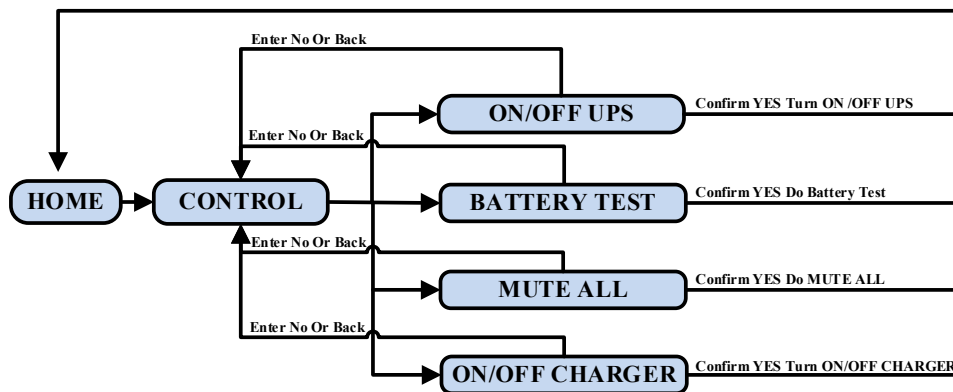 Enter No Or Back
ON/OFF UPS
Confirm YES Turn ON /OFF UPS
Enter No Or Back
HOME
CONTROL
BATTERY TEST
Confirm YES Do Battery Test
Enter No Or Back
MUTE ALL
Confirm YES Do MUTE ALL
Enter No Or Back
ON/OFF CHARGER
Confirm YES Turn ON/OFF CHARGER